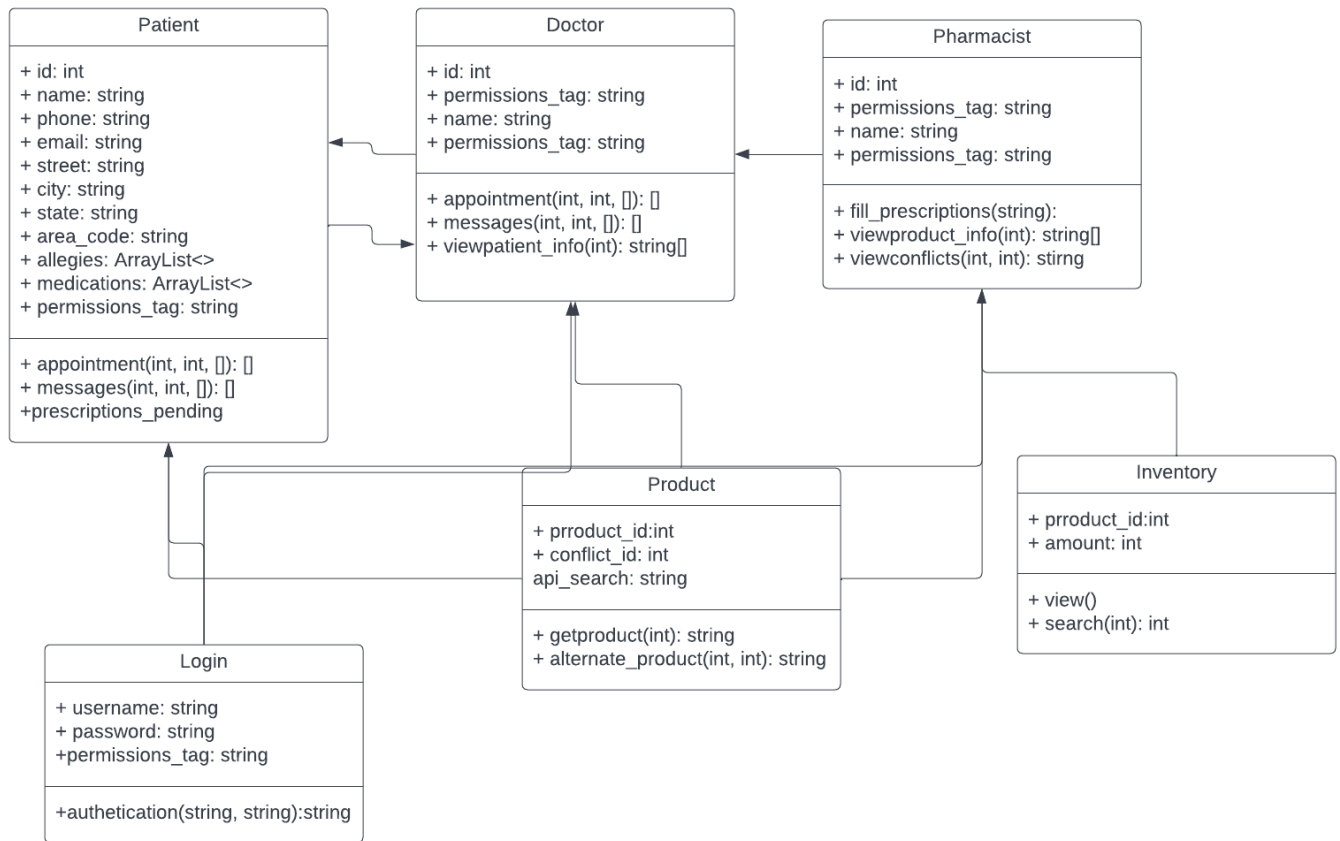 Patient
+ id: int
+ name: string
+ phone: string
+ email: string
+ street: string
+ city: string
+ state: string
+ area_code: string
+ allegies: ArrayList<>
+ medications: ArrayList<>
+ permissions_tag: string
+ appointment(int, int, []): []
+ messages(int, int, []): []
+prescriptions_pending
Doctor
+ id: int
+ permissions_tag: string
+ name: string
+ permissions_tag: string
+ appointment(int, int, []): []
+ messages(int, int, []): []
+ viewpatient_info(int): string[]
Pharmacist
+ id: int
+ permissions_tag: string
+ name: string
+ permissions_tag: string
+ fill_prescriptions(string):
+ viewproduct_info(int): string[]
+ viewconflicts(int, int): stirng
Product
+ prroduct_id:int
+ conflict_id: int
api_search: string
+ getproduct(int): string
+ alternate_product(int, int): string
Inventory
+ prroduct_id:int
+ amount: int
+ view()
+ search(int): int
Login
+ username: string
+ password: string
+permissions_tag: string
+authetication(string, string):string